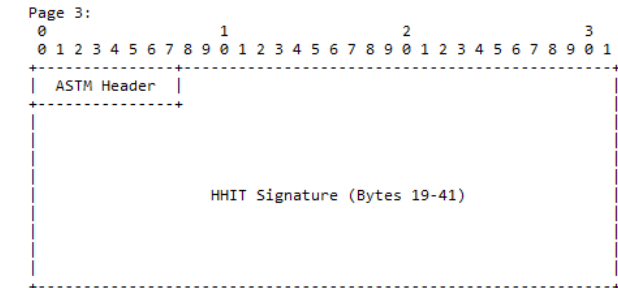 Page 3:
0                   1                   2                   3
0 1 2 3 4 5 6 7 8 9 0 1 2 3 4 5 6 7 8 9 0 1 2 3 4 5 6 7 8 9 0 1
ASTM Header
HHIT Signature (Bytes 19-41)